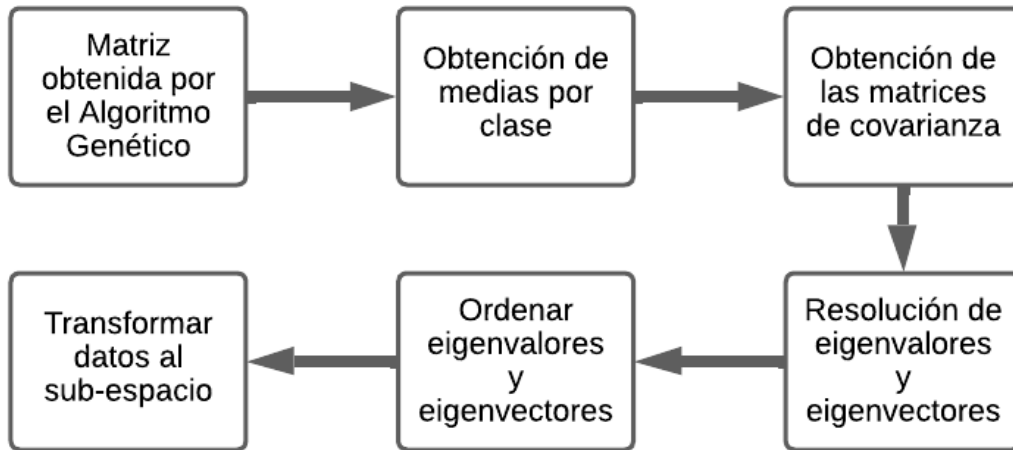 Matriz
obtenida por
el Algoritmo
Genético
Obtención de
medias por
clase
Obtención de
las matrices
de covarianza
Resolución de
eigenvalores
y
eigenvectores
Ordenar
eigenvalores
y
eigenvectores
Transformar
datos al
sub-espacio